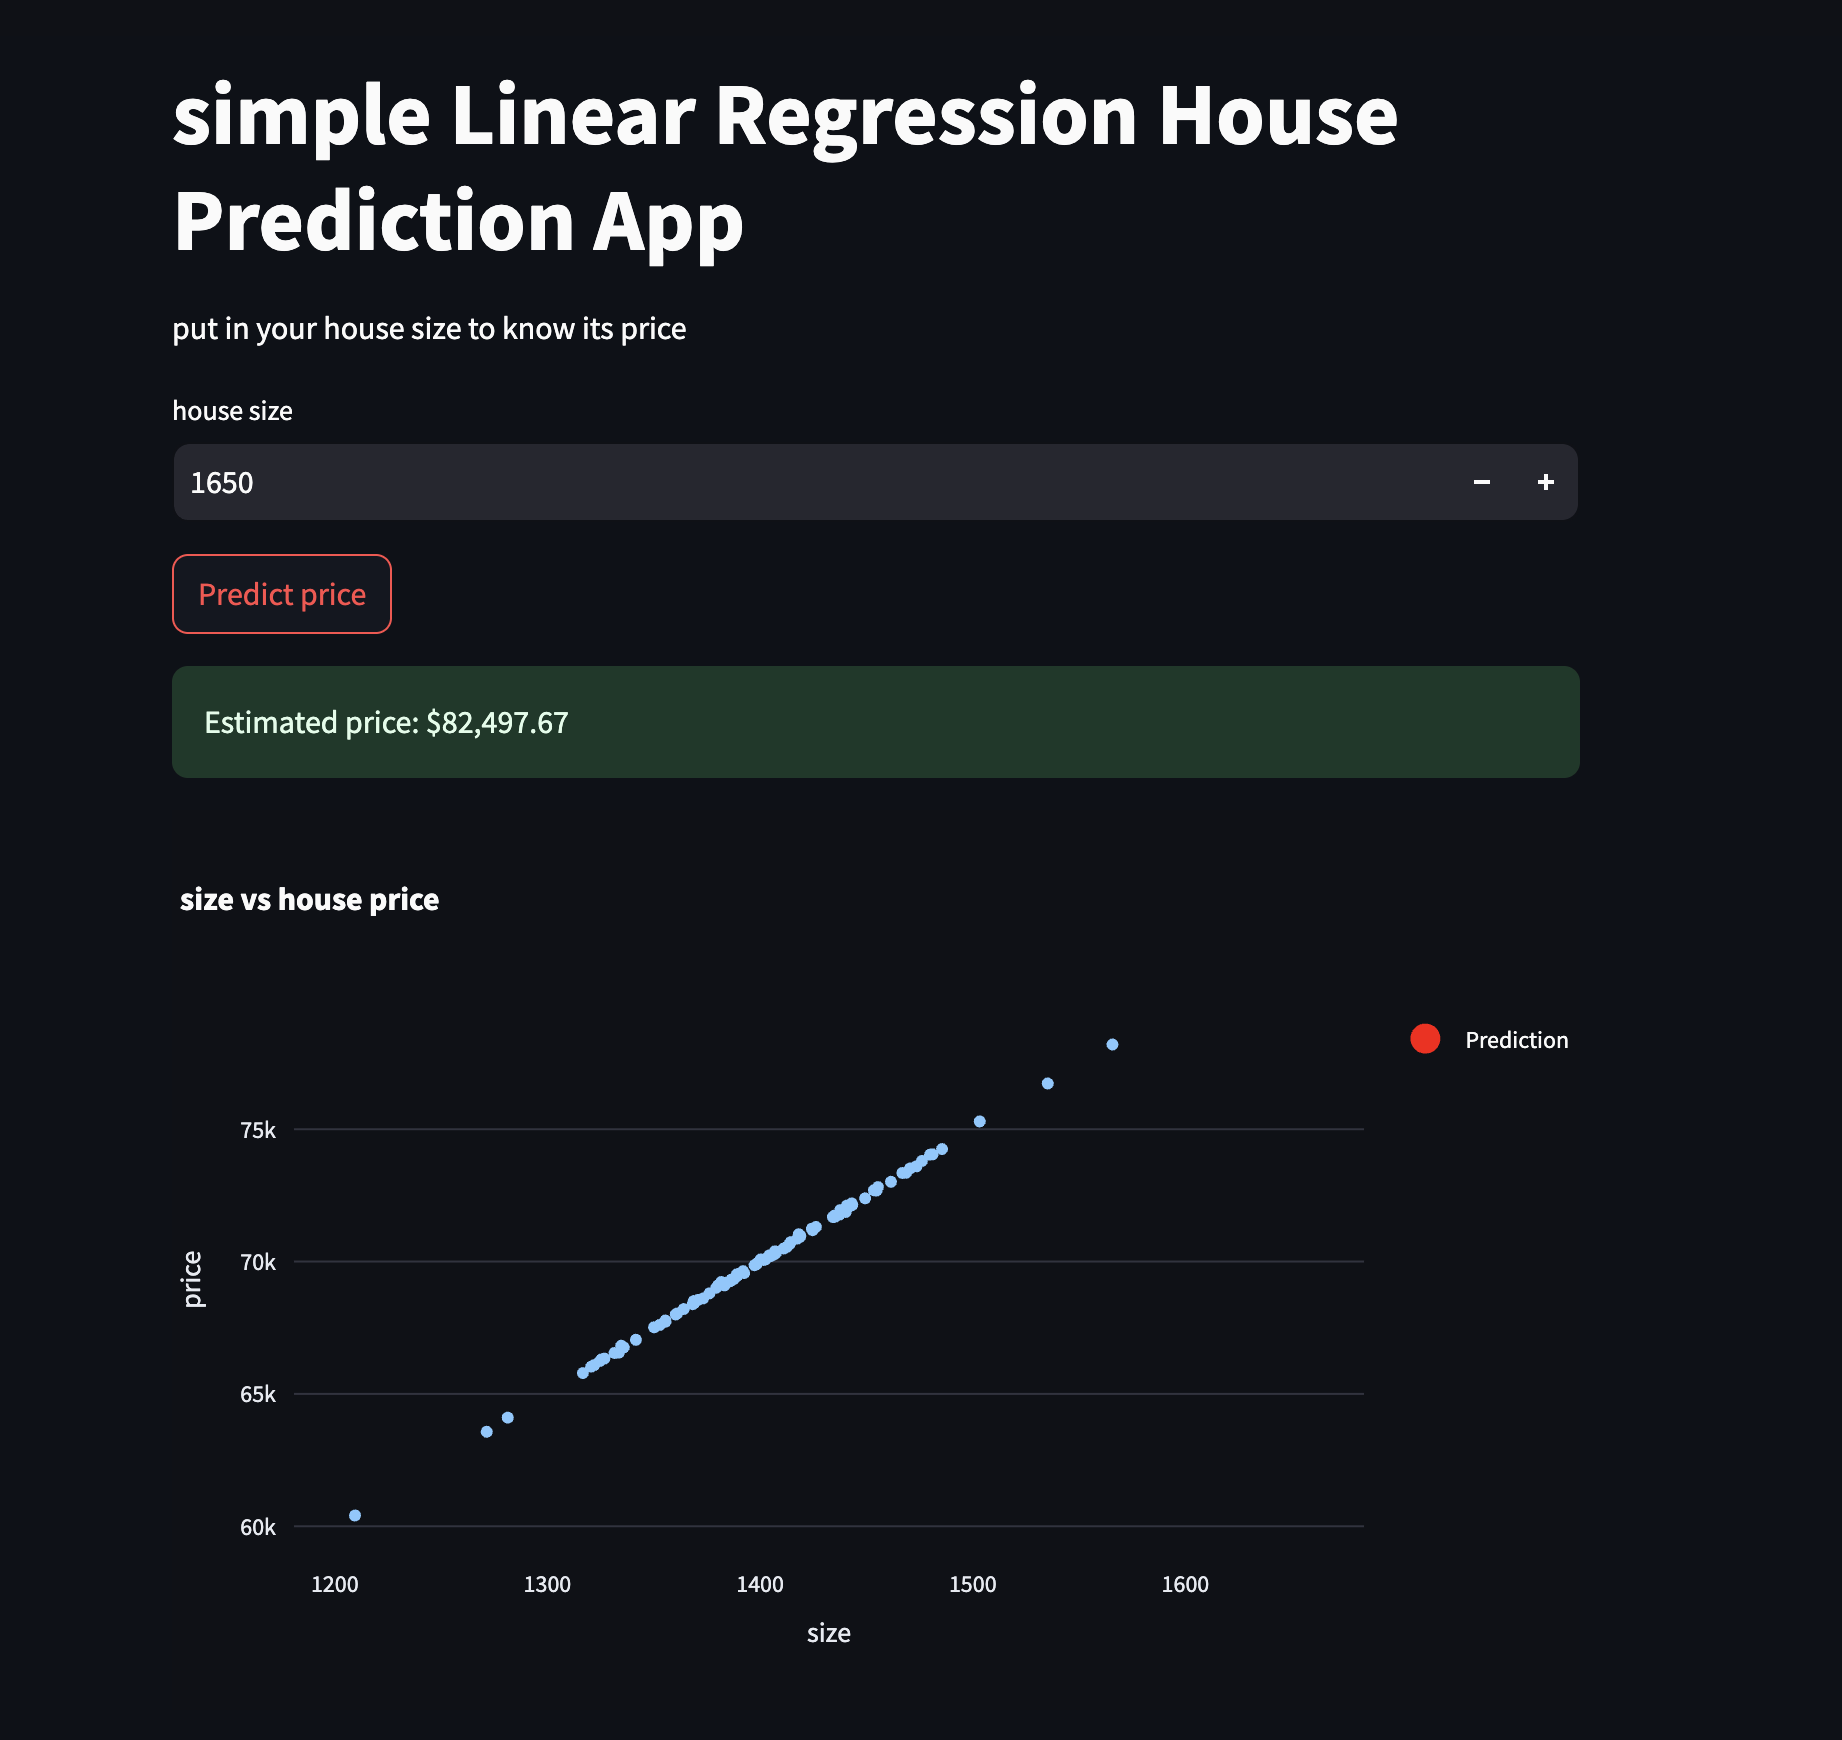 simple Linear Regression House
Prediction App
put in your house size to know its price
house size
1650
Predict price
Estimated price: $82,497.67
size vs house price
Prediction
75k
70k
65k
60k
price
1200 1300 1400 1500 1600
size